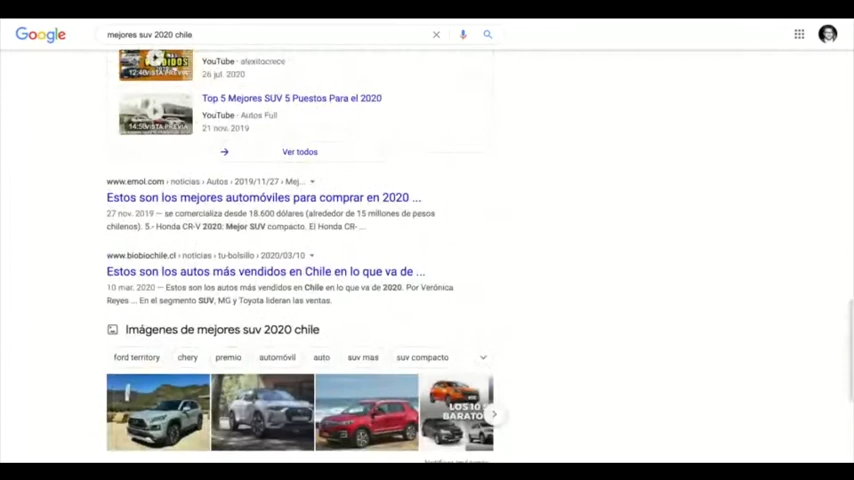 Google
mejores suv 2020 chile
12:46 VISTA PREVIA
YouTube · alexitocrece
26 jul. 2020
Top 5 Mejores SUV 5 Puestos Para el 2020
YouTube · Autos Full
14:58 VISTA PREVIA
21 nov. 2019
Ver todos
www.emol.com › noticias › Autos › 2019/11/27 › Mej...
Estos son los mejores automóviles para comprar en 2020 ...
27 nov. 2019 — se comercializa desde 18.600 dólares (alrededor de 15 millones de pesos
chilenos). 5.- Honda CR-V 2020: Mejor SUV compacto. El Honda CR-...
www.biobiochile.cl › noticias › tu-bolsillo › 2020/03/10
Estos son los autos más vendidos en Chile en lo que va de ...
10 mar. 2020 — Estos son los autos más vendidos en Chile en lo que va de 2020. Por Verónica
Reyes ... En el segmento SUV, MG y Toyota lideran las ventas.
Imágenes de mejores suv 2020 chile
ford territory
chery
premio
automóvil
auto
suv mas
suv compacto
LOS 10
BARATO